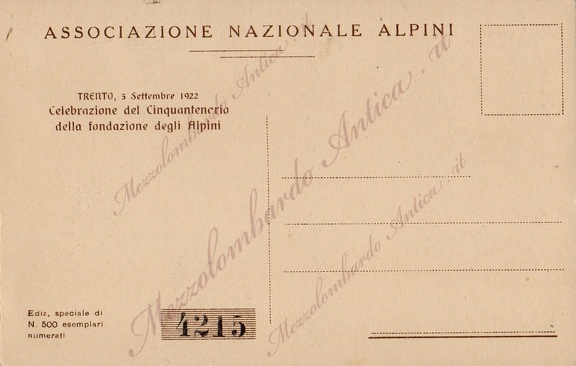 ASSOCIAZIONE NAZIONALE ALPINI
TRENTO, 3 Settembre 1922
Celebrazione del Cinquantenario
della fondazione degli Alpini
Ediz, speciale di
N. 500 esemplari
numerati
4215
Mezzolombardo Antica.it
Mezzolombardo Antica.it
Mezzolombardo Antica.it